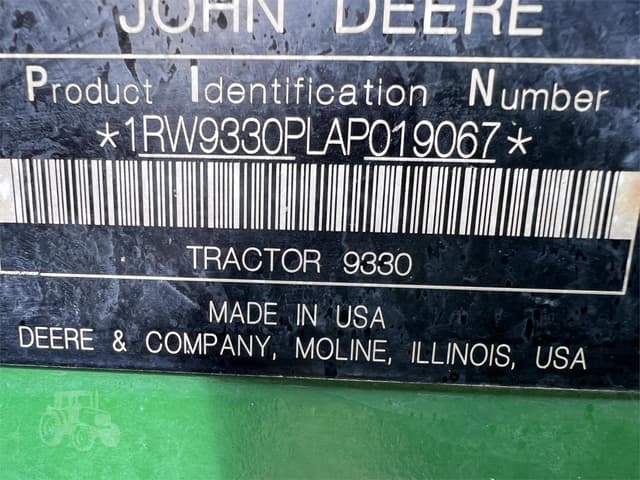 JOHN DEERE
Product Identification Number
*1RW9330PLAP019067*
TRACTOR 9330
MADE IN USA
DEERE & COMPANY, MOLINE, ILLINOIS, USA